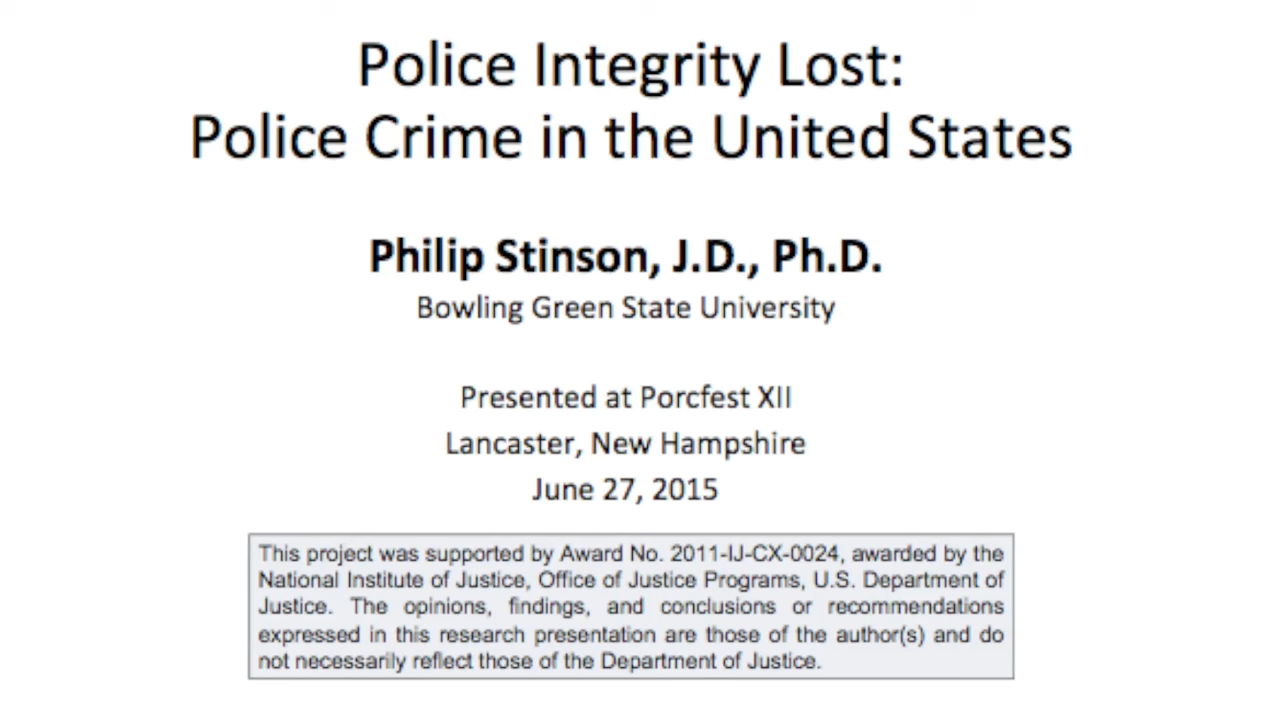 Police Integrity Lost:
Police Crime in the United States
Philip Stinson, J.D., Ph.D.
Bowling Green State University
Presented at Porcfest XII
Lancaster, New Hampshire
June 27, 2015
This project was supported by Award No. 2011-IJ-CX-0024, awarded by the
National Institute of Justice, Office of Justice Programs, U.S. Department of
Justice. The opinions, findings, and conclusions or recommendations
expressed in this research presentation are those of the author(s) and do
not necessarily reflect those of the Department of Justice.